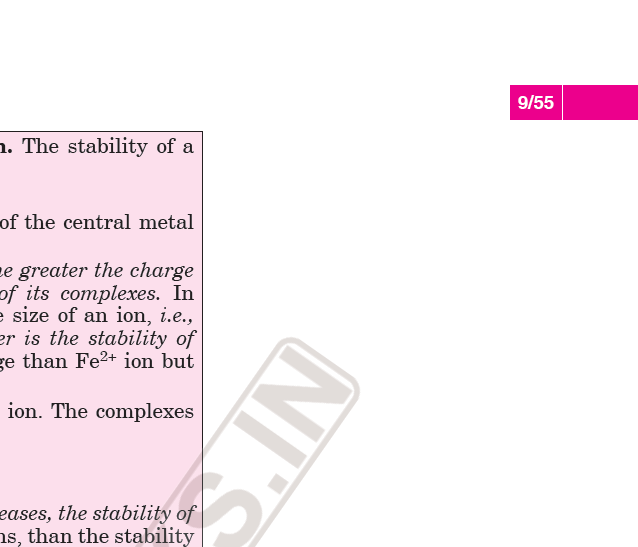 9/55
n. The stability of a
of the central metal
he greater the charge
of its complexes. In
e size of an ion, i.e.,
er is the stability of
ge than Fe²⁺ ion but
ion. The complexes
eases, the stability of
ns, than the stability
S.IN